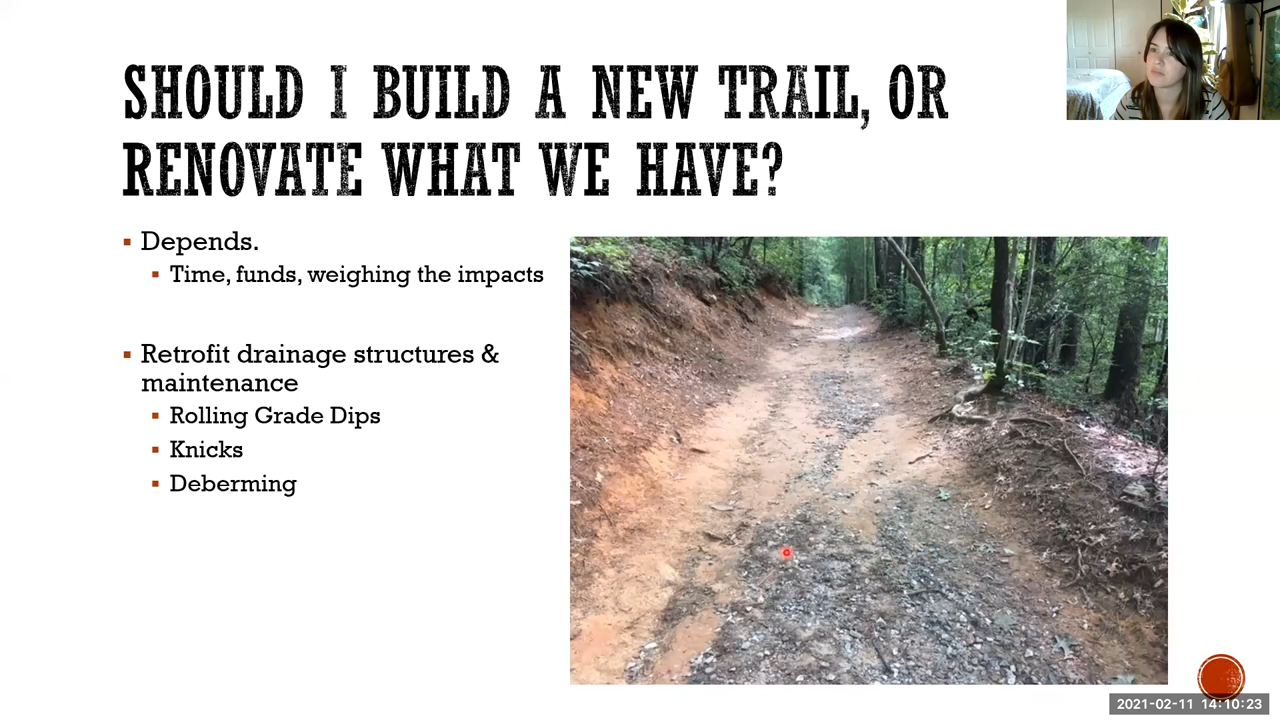 SHOULD I BUILD A NEW TRAIL, OR
RENOVATE WHAT WE HAVE?
Depends.
Time, funds, weighing the impacts
Retrofit drainage structures &
maintenance
Rolling Grade Dips
Knicks
Deberming
2021-02-11 14:10:23